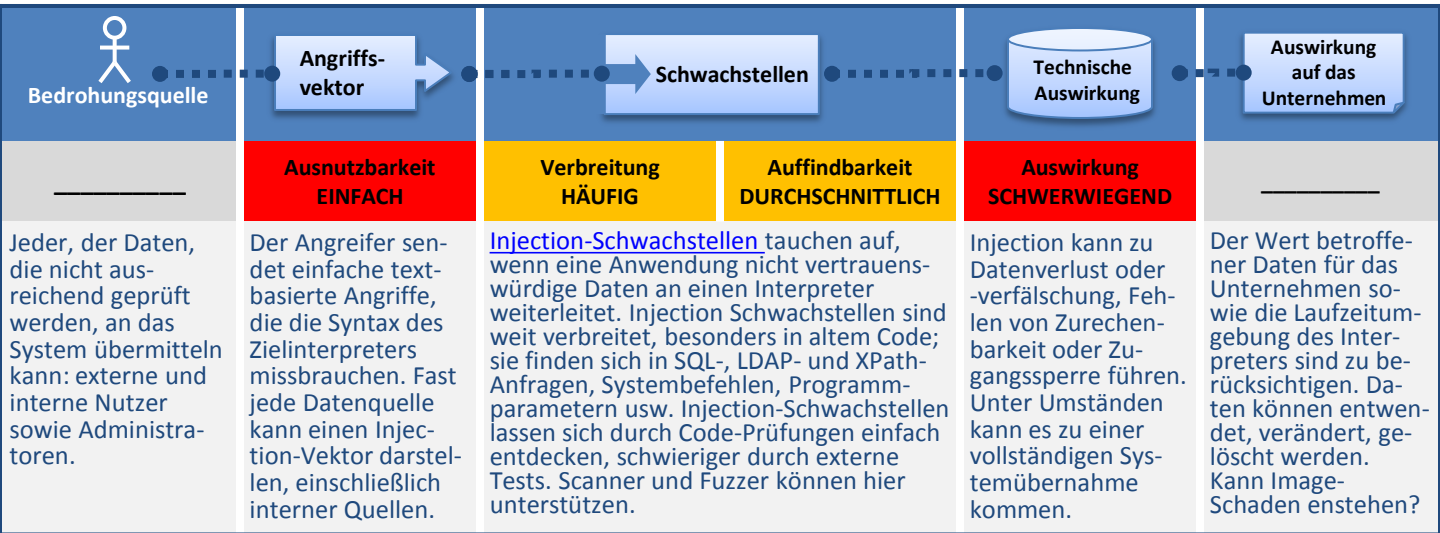 Bedrohungsquelle
Angriffs-
vektor
Schwachstellen
Technische
Auswirkung
Auswirkung
auf das
Unternehmen
__________
Ausnutzbarkeit
EINFACH
Verbreitung
HÄUFIG
Auffindbarkeit
DURCHSCHNITTLICH
Auswirkung
SCHWERWIEGEND
_________
Jeder, der Daten,
die nicht aus-
reichend geprüft
werden, an das
System übermitteln
kann: externe und
interne Nutzer
sowie Administra-
toren.
Der Angreifer sen-
det einfache text-
basierte Angriffe,
die die Syntax des
Zielinterpreters
missbrauchen. Fast
jede Datenquelle
kann einen Injec-
tion-Vektor darstel-
len, einschließlich
interner Quellen.
Injection-Schwachstellen tauchen auf,
wenn eine Anwendung nicht vertrauens-
würdige Daten an einen Interpreter
weiterleitet. Injection Schwachstellen sind
weit verbreitet, besonders in altem Code;
sie finden sich in SQL-, LDAP- und XPath-
Anfragen, Systembefehlen, Programm-
parametern usw. Injection-Schwachstellen
lassen sich durch Code-Prüfungen einfach
entdecken, schwieriger durch externe
Tests. Scanner und Fuzzer können hier
unterstützen.
Injection kann zu
Datenverlust oder
-verfälschung, Feh-
len von Zurechen-
barkeit oder Zu-
gangssperre führen.
Unter Umständen
kann es zu einer
vollständigen Sys-
temübernahme
kommen.
Der Wert betroffe-
ner Daten für das
Unternehmen so-
wie die Laufzeitum-
gebung des Inter-
preters sind zu be-
rücksichtigen. Da-
ten können entwen-
det, verändert, ge-
löscht werden.
Kann Image-
Schaden enstehen?